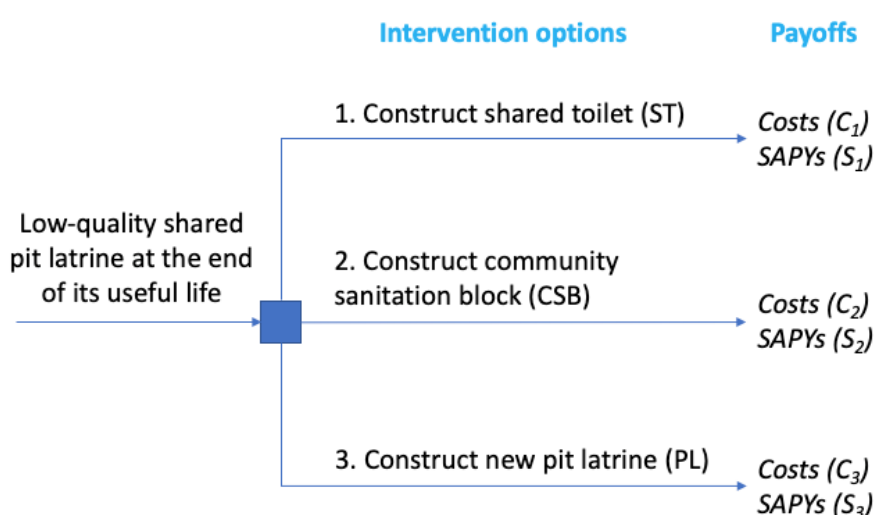 Intervention options
Payoffs
1. Construct shared toilet (ST)
Costs (C₁)
SAPYs (S₁)
Low-quality shared
pit latrine at the end
of its useful life
2. Construct community
sanitation block (CSB)
Costs (C₂)
SAPYs (S₂)
3. Construct new pit latrine (PL)
Costs (C₃)
SAPYs (S₃)